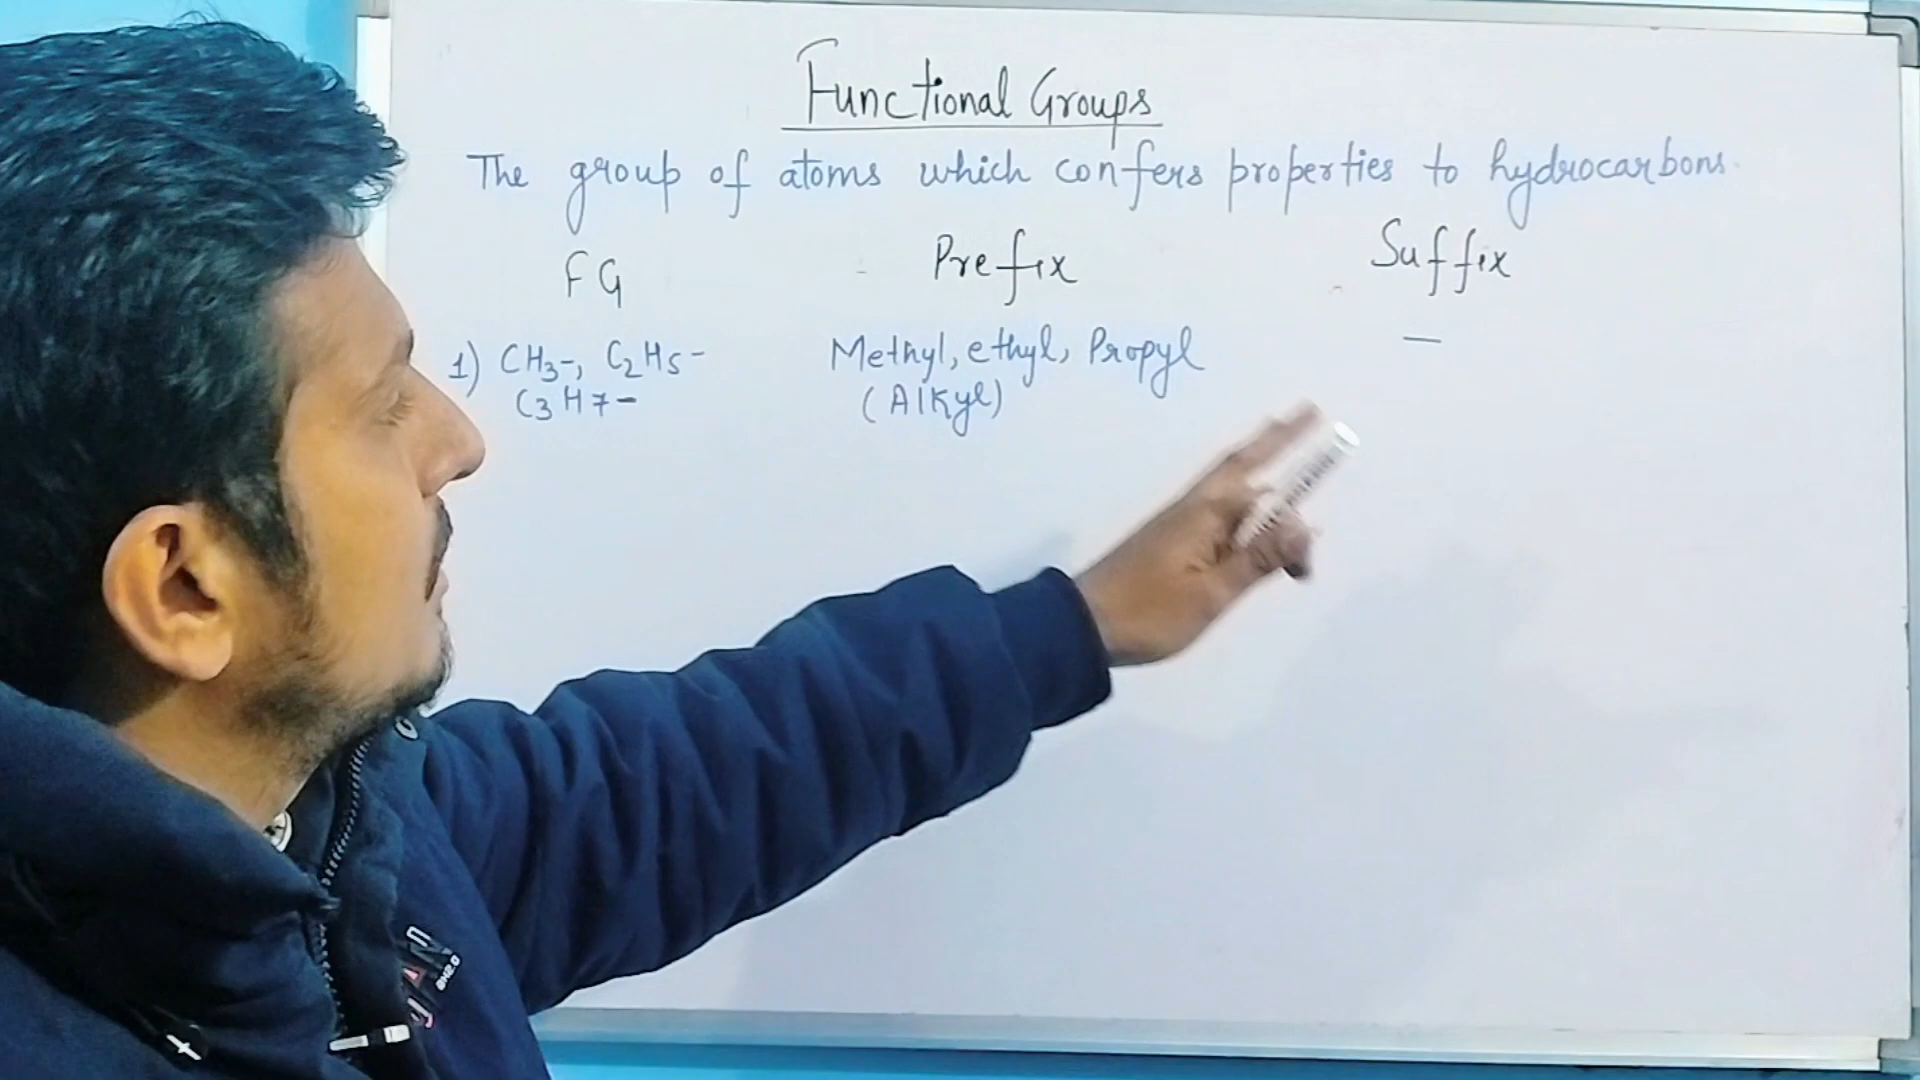 Functional Groups
The group of atoms which confers properties to hydrocarbons.
FG Prefix Suffix
1) CH3-, C2H5- Methyl, ethyl, Propyl —
C3H7- (Alkyl)